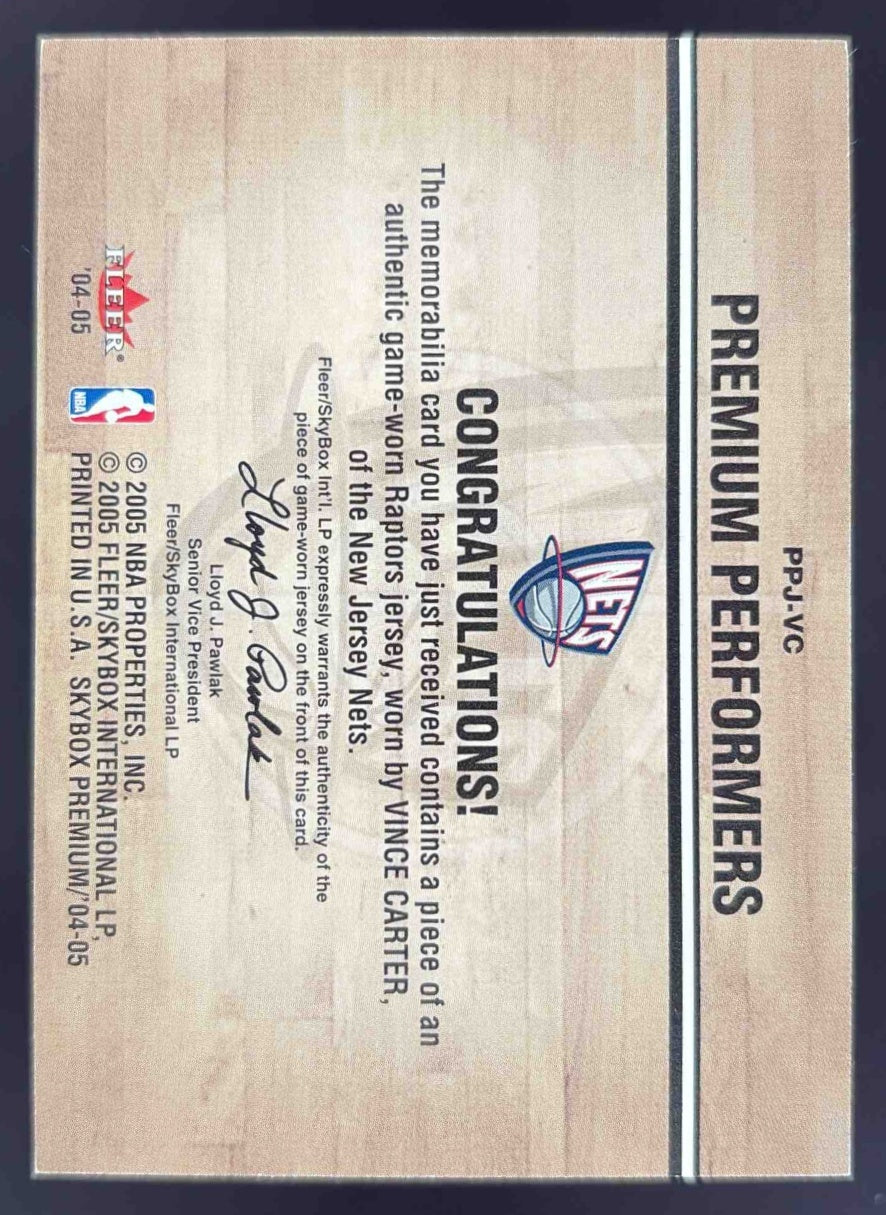 PPJ-VC
PREMIUM PERFORMERS
NETS
CONGRATULATIONS!
The memorabilia card you have just received contains a piece of an
authentic game-worn Raptors jersey, worn by VINCE CARTER,
of the New Jersey Nets.
Fleer/SkyBox Int'l. LP expressly warrants the authenticity of the
piece of game-worn jersey on the front of this card.
Lloyd J. Pawlak
Lloyd J. Pawlak
Senior Vice President
Fleer/SkyBox International LP
FLEER®
'04-05
NBA
© 2005 NBA PROPERTIES, INC.
© 2005 FLEER/SKYBOX INTERNATIONAL LP,
PRINTED IN U.S.A. SKYBOX PREMIUM/'04-05